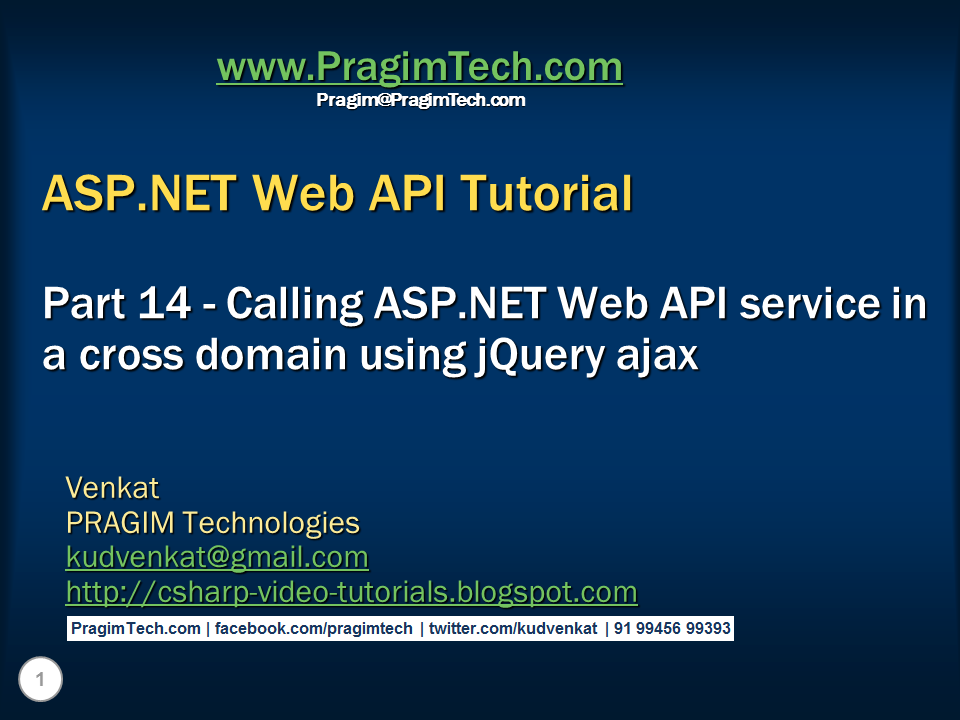 www.PragimTech.com
Pragim@PragimTech.com
ASP.NET Web API Tutorial
Part 14 - Calling ASP.NET Web API service in
a cross domain using jQuery ajax
Venkat
PRAGIM Technologies
kudvenkat@gmail.com
http://csharp-video-tutorials.blogspot.com
PragimTech.com | facebook.com/pragimtech | twitter.com/kudvenkat | 91 99456 99393
1